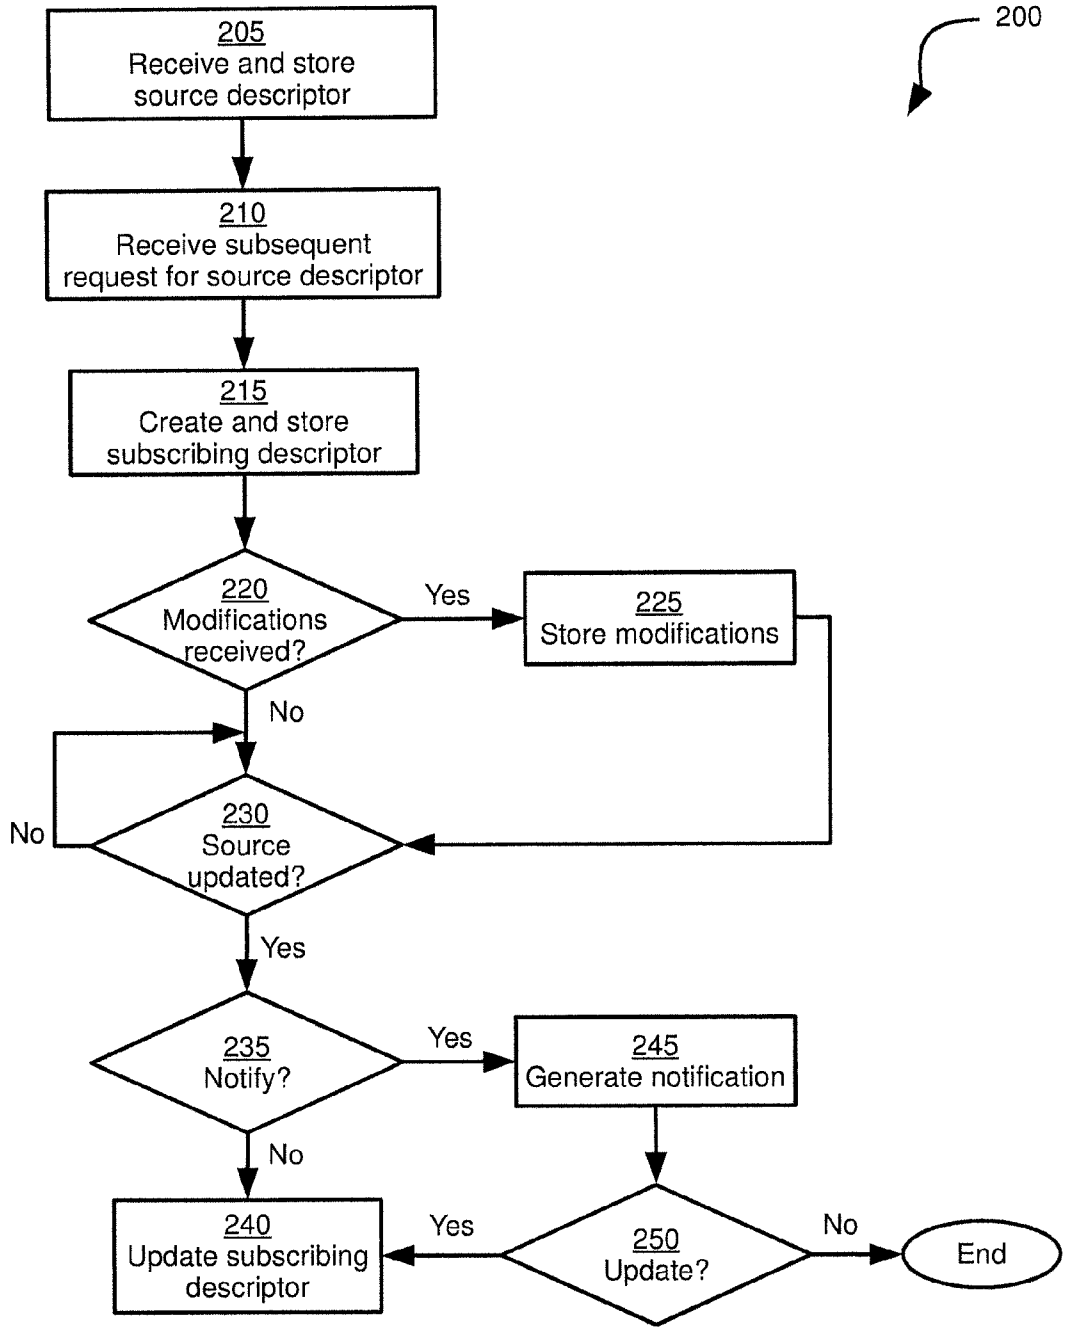 200
205
Receive and store
source descriptor
210
Receive subsequent
request for source descriptor
215
Create and store
subscribing descriptor
220
Modifications
received?
Yes
225
Store modifications
No
230
Source
updated?
No
Yes
235
Notify?
Yes
245
Generate notification
No
240
Update subscribing
descriptor
Yes
250
Update?
No
End